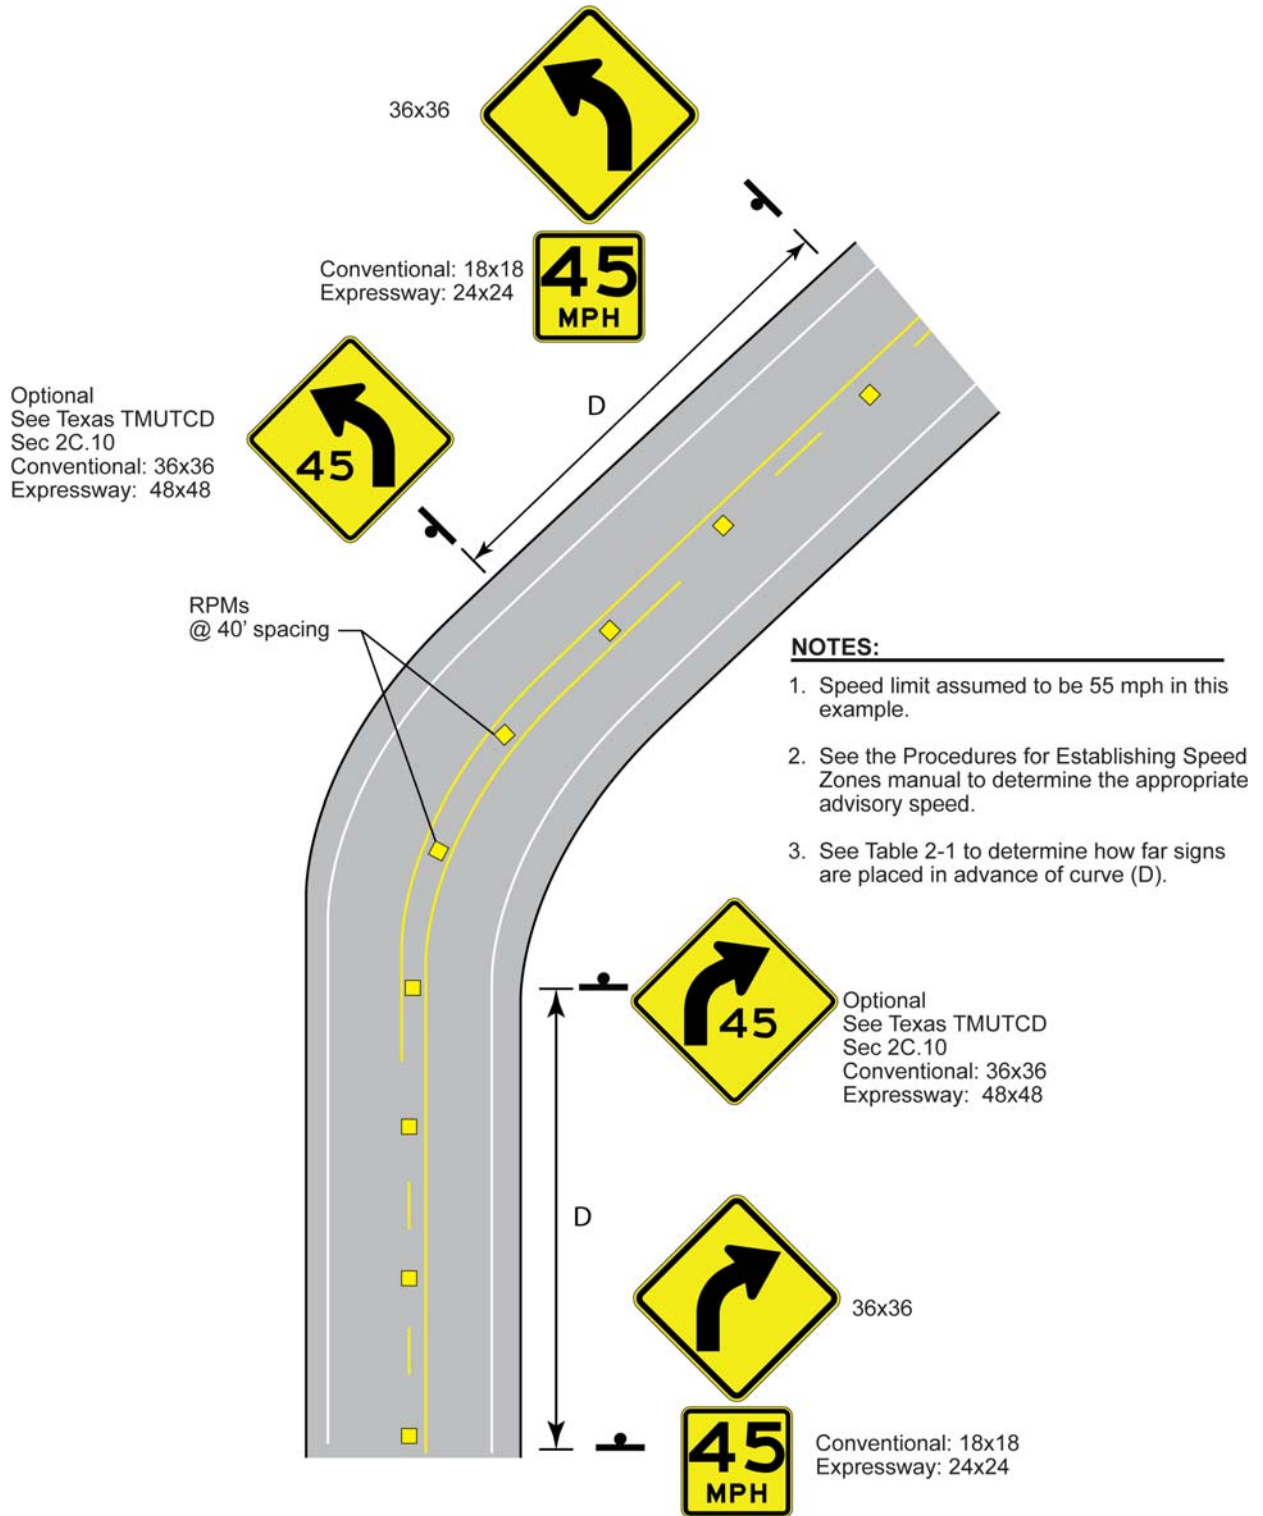 36x36
Conventional: 18x18
Expressway: 24x24
45
MPH
Optional
See Texas TMUTCD
Sec 2C.10
Conventional: 36x36
Expressway:  48x48
45
D
RPMs
@ 40' spacing
NOTES:
1. Speed limit assumed to be 55 mph in this
example.
2. See the Procedures for Establishing Speed
Zones manual to determine the appropriate
advisory speed.
3. See Table 2-1 to determine how far signs
are placed in advance of curve (D).
45
Optional
See Texas TMUTCD
Sec 2C.10
Conventional: 36x36
Expressway:  48x48
D
36x36
45
MPH
Conventional: 18x18
Expressway: 24x24